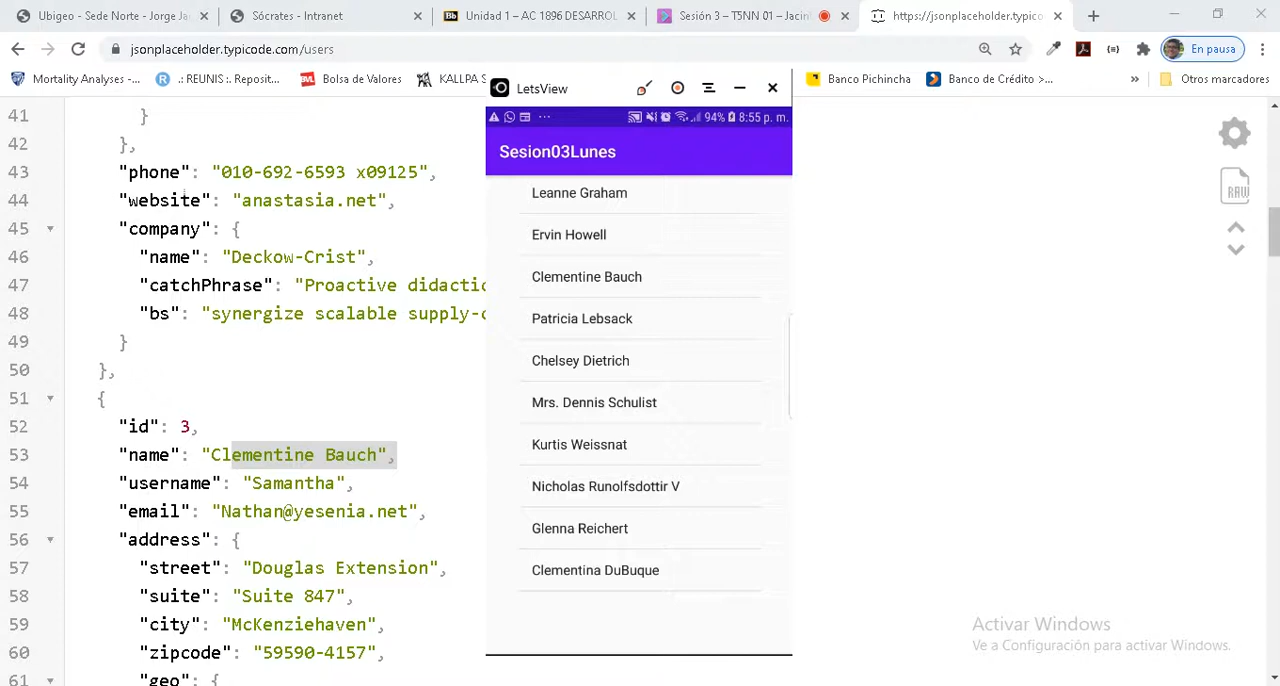 Ubigeo - Sede Norte - Jorge Jas
Sócrates - Intranet
Unidad 1 – AC 1896 DESARROL
Sesión 3 – T5NN 01 – Jacin
https://jsonplaceholder.typico
jsonplaceholder.typicode.com/users
En pausa
Mortality Analyses -...
.: REUNIS :. Reposit...
Bolsa de Valores
KALLPA S
Banco Pichincha
Banco de Crédito >...
»
Otros marcadores
LetsView
94% 8:55 p. m.
Sesion03Lunes
Leanne Graham
Ervin Howell
Clementine Bauch
Patricia Lebsack
Chelsey Dietrich
Mrs. Dennis Schulist
Kurtis Weissnat
Nicholas Runolfsdottir V
Glenna Reichert
Clementina DuBuque
41 }
42 },
43 "phone": "010-692-6593 x09125",
44 "website": "anastasia.net",
45 "company": {
46 "name": "Deckow-Crist",
47 "catchPhrase": "Proactive didactic
48 "bs": "synergize scalable supply-c
49 }
50 },
51 {
52 "id": 3,
53 "name": "Clementine Bauch",
54 "username": "Samantha",
55 "email": "Nathan@yesenia.net",
56 "address": {
57 "street": "Douglas Extension",
58 "suite": "Suite 847",
59 "city": "McKenziehaven",
60 "zipcode": "59590-4157",
61 "geo": {
RAW
Activar Windows
Ve a Configuración para activar Windows.